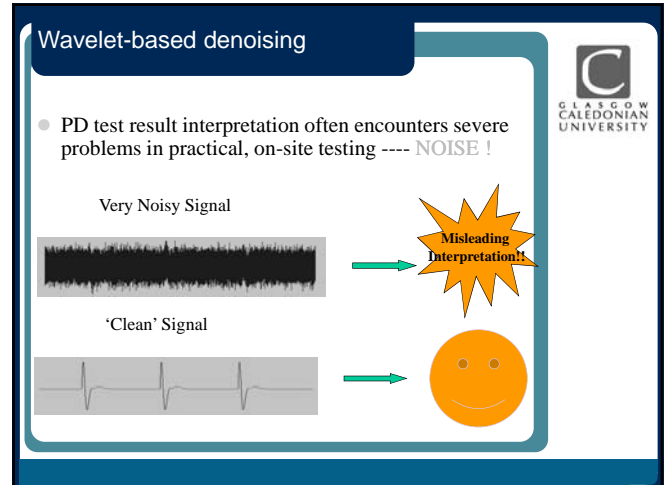 Wavelet-based denoising
PD test result interpretation often encounters severe
problems in practical, on-site testing ---- NOISE !
Very Noisy Signal
Misleading
Interpretation!!
‘Clean’ Signal
GLASGOW
CALEDONIAN
UNIVERSITY